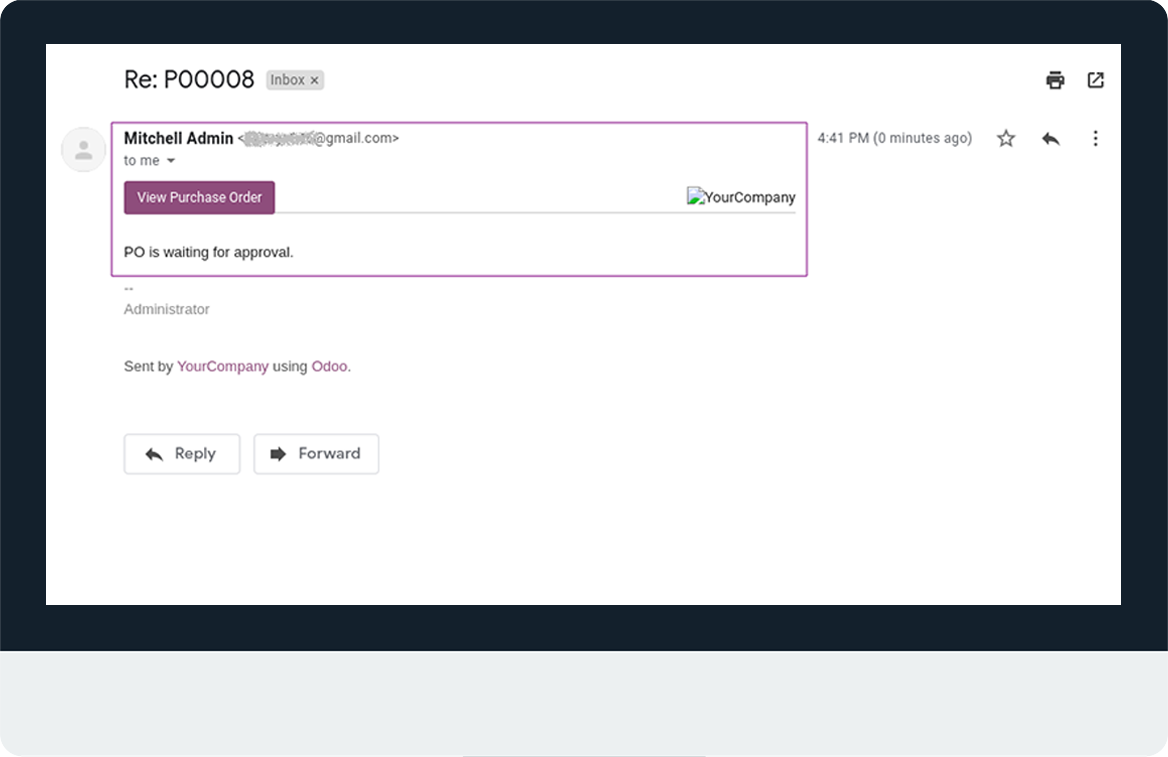 Re: P00008 Inbox ×
Mitchell Admin < @gmail.com> 4:41 PM (0 minutes ago)
to me
View Purchase Order YourCompany
PO is waiting for approval.
--
Administrator
Sent by YourCompany using Odoo.
Reply Forward